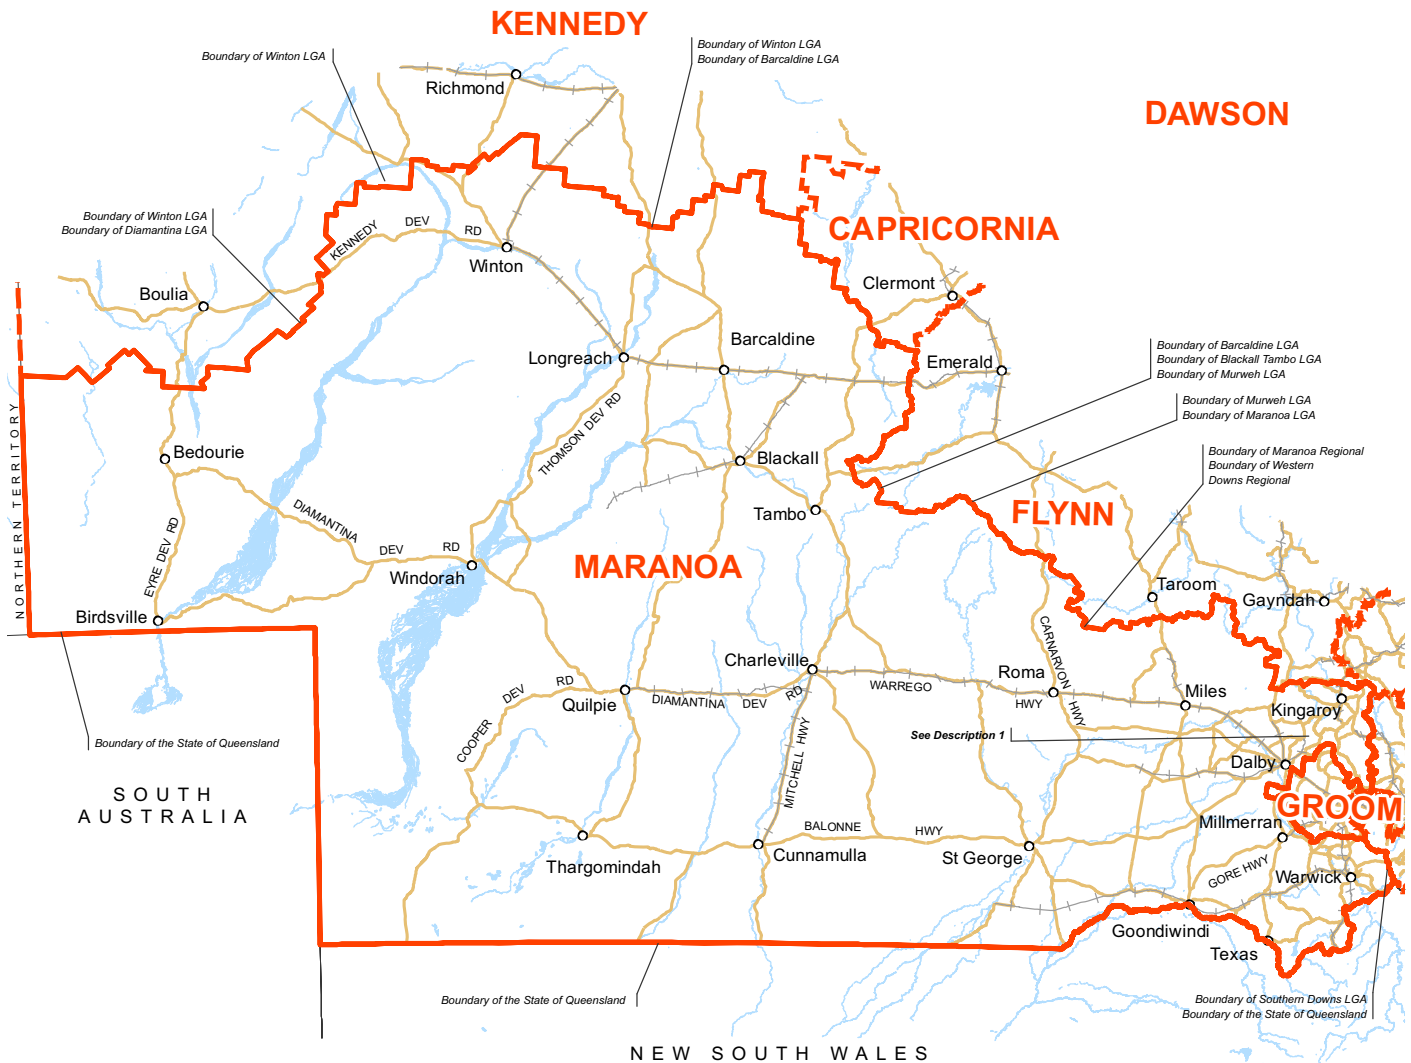 KENNEDY
Boundary of Winton LGA
Boundary of Winton LGA
Boundary of Barcaldine LGA
Richmond
DAWSON
Boundary of Winton LGA
Boundary of Diamantina LGA
KENNEDY DEV RD
Winton
CAPRICORNIA
Clermont
Boulia
Longreach
Barcaldine
Emerald
Boundary of Barcaldine LGA
Boundary of Blackall Tambo LGA
Boundary of Murweh LGA
Boundary of Murweh LGA
Boundary of Maranoa LGA
NORTHERN TERRITORY
THOMSON DEV RD
Bedourie
Blackall
Boundary of Maranoa Regional
Boundary of Western
Downs Regional
DIAMANTINA DEV RD
Tambo
FLYNN
EYRE DEV RD
Windorah
MARANOA
Taroom
Gayndah
Birdsville
CARNARVON HWY
Charleville
WARREGO HWY
Roma
Miles
COOPER DEV RD
Quilpie
DIAMANTINA DEV RD
Kingaroy
Boundary of the State of Queensland
MITCHELL HWY
See Description 1
Dalby
SOUTH
AUSTRALIA
GROOM
Millmerran
BALONNE HWY
Thargomindah
Cunnamulla
St George
GORE HWY
Warwick
Goondiwindi
Texas
Boundary of the State of Queensland
Boundary of Southern Downs LGA
Boundary of the State of Queensland
NEW SOUTH WALES